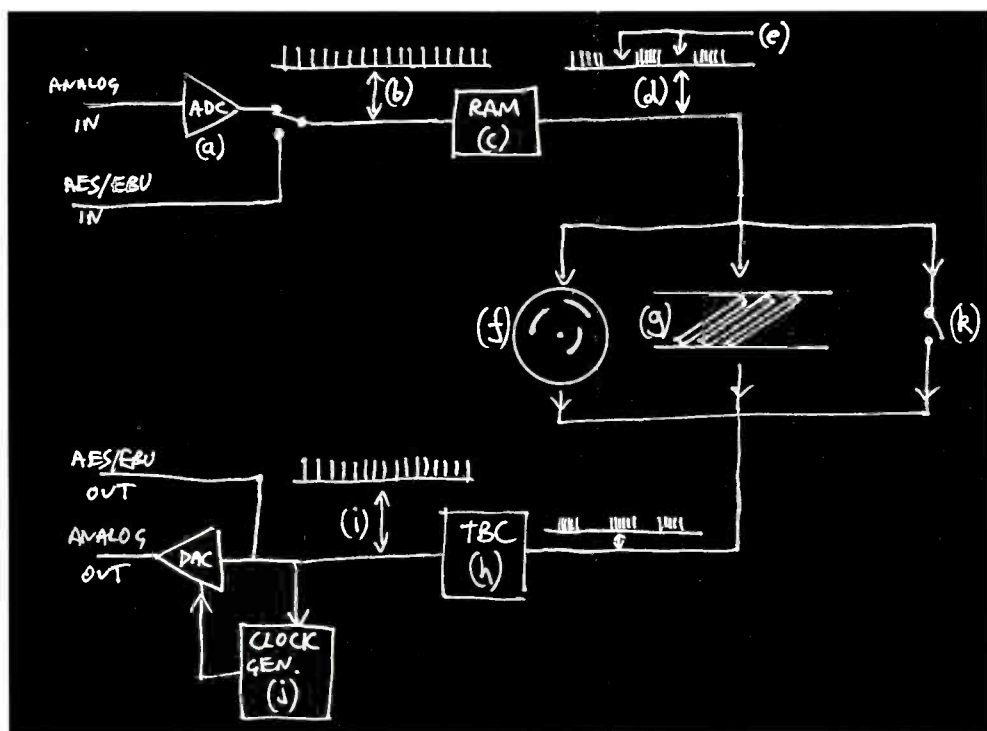 (e)
(b)
(d)
ANALOG
IN
ADC
(a)
RAM
(c)
AES/EBU
IN
(f)
(g)
(k)
AES/EBU
OUT
(i)
ANALOG
OUT
DAC
TBC
(h)
CLOCK
GEN.
(j)